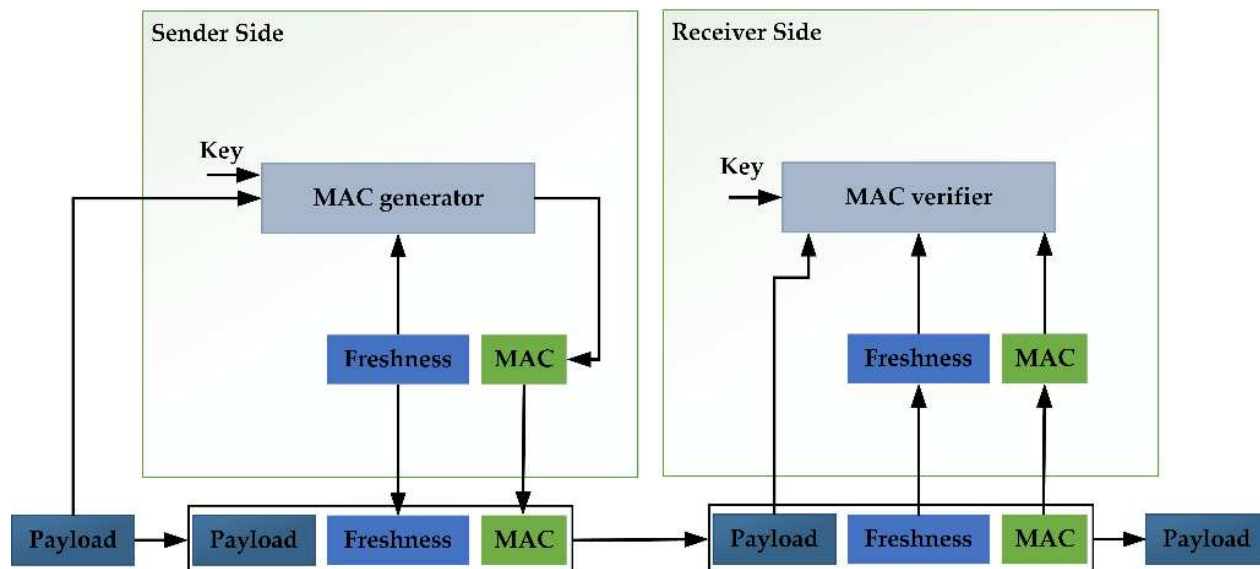 Sender Side
Receiver Side
Key
MAC generator
Key
MAC verifier
Freshness
MAC
Freshness
MAC
Payload
Payload
Freshness
MAC
Payload
Freshness
MAC
Payload